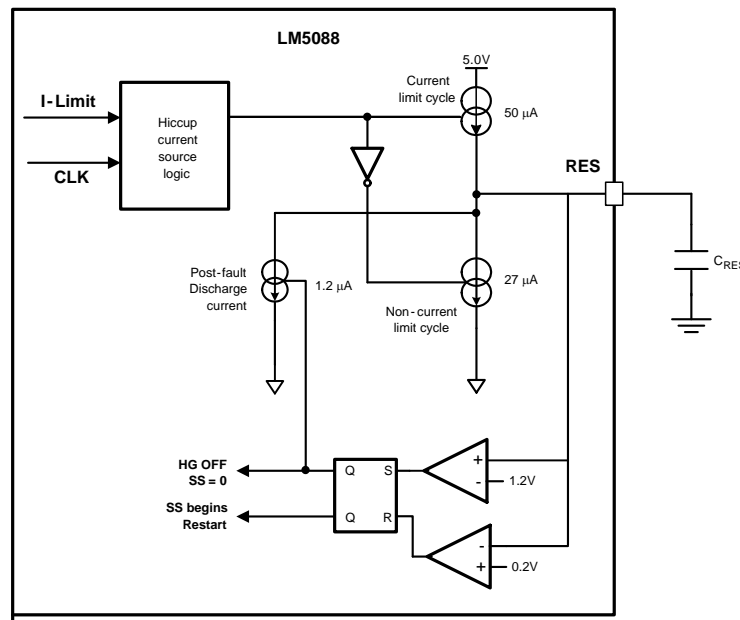 LM5088
5.0V
Current
limit cycle
50 µA
I-Limit
Hiccup
current
source
logic
CLK
RES
CRES
Post-fault
Discharge
current
1.2 µA
27 µA
Non-current
limit cycle
HG OFF
SS = 0
Q
S
+
-
1.2V
SS begins
Restart
Q
R
-
+
0.2V